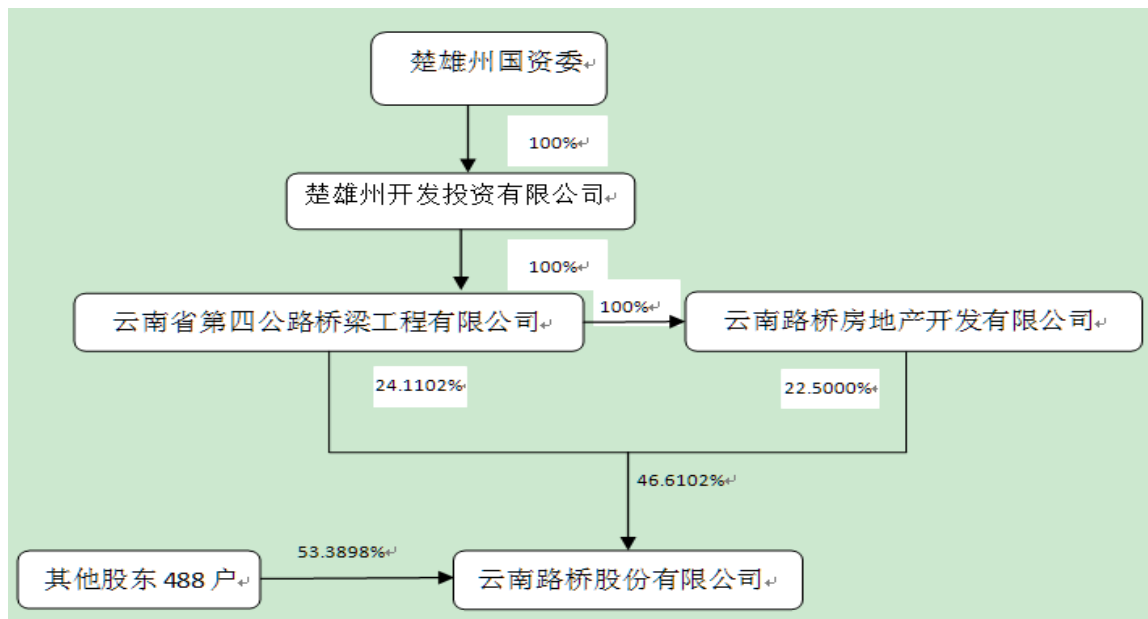 楚雄州国资委
100%
楚雄州开发投资有限公司
100%
云南省第四公路桥梁工程有限公司
100%
云南路桥房地产开发有限公司
24.1102%
22.5000%
46.6102%
其他股东 488 户
53.3898%
云南路桥股份有限公司